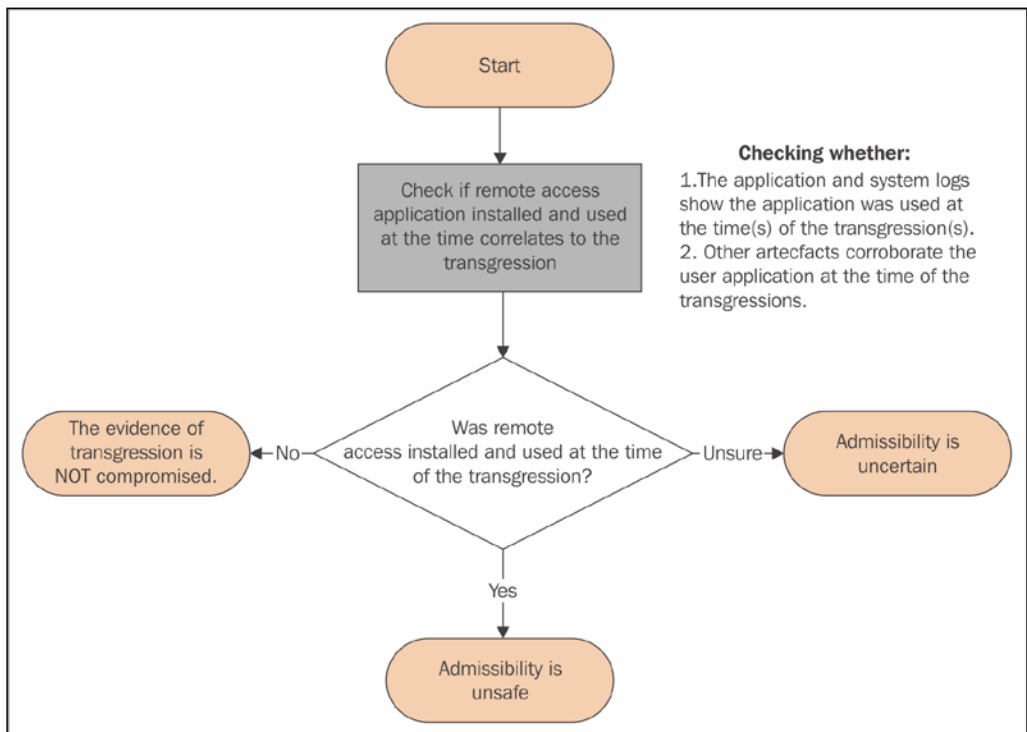 Start
Check if remote access
application installed and used
at the time correlates to the
transgression
Checking whether:
1.The application and system logs
show the application was used at
the time(s) of the transgression(s).
2. Other artecfacts corroborate the
user application at the time of the
transgressions.
Was remote
access installed and used at the time
of the transgression?
No
The evidence of
transgression is
NOT compromised.
Unsure
Admissibility is
uncertain
Yes
Admissibility is
unsafe